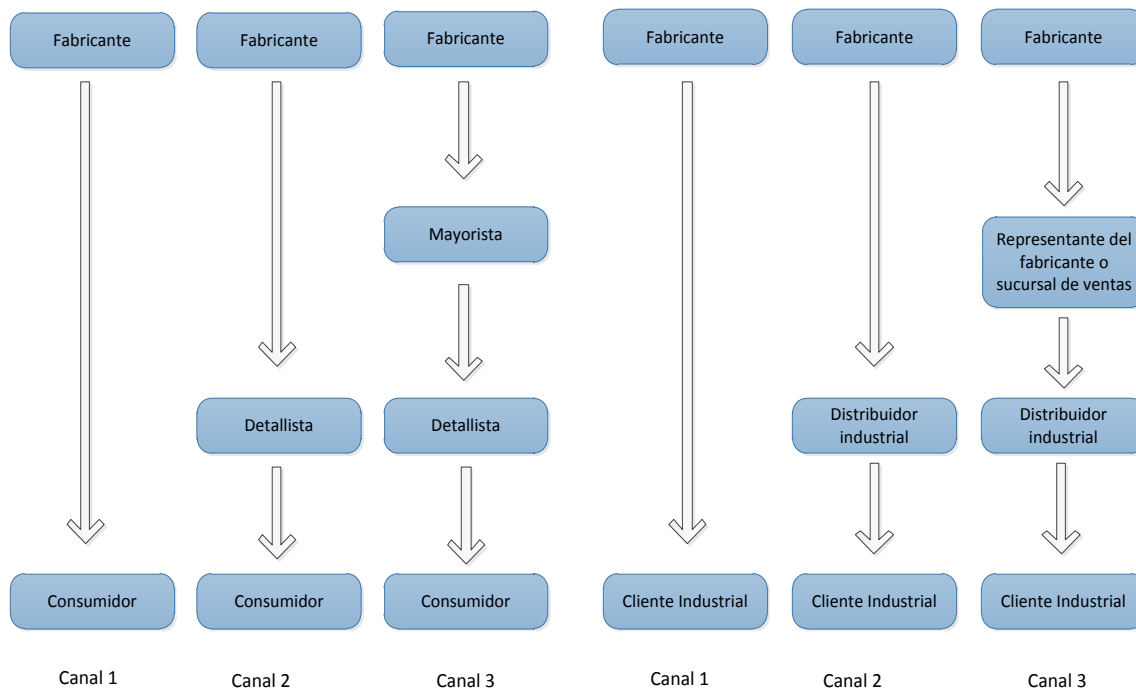 Fabricante
Fabricante
Fabricante
Fabricante
Fabricante
Fabricante
Mayorista
Representante del
fabricante o
sucursal de ventas
Detallista
Detallista
Distribuidor
industrial
Distribuidor
industrial
Consumidor
Consumidor
Consumidor
Cliente Industrial
Cliente Industrial
Cliente Industrial
Canal 1
Canal 2
Canal 3
Canal 1
Canal 2
Canal 3